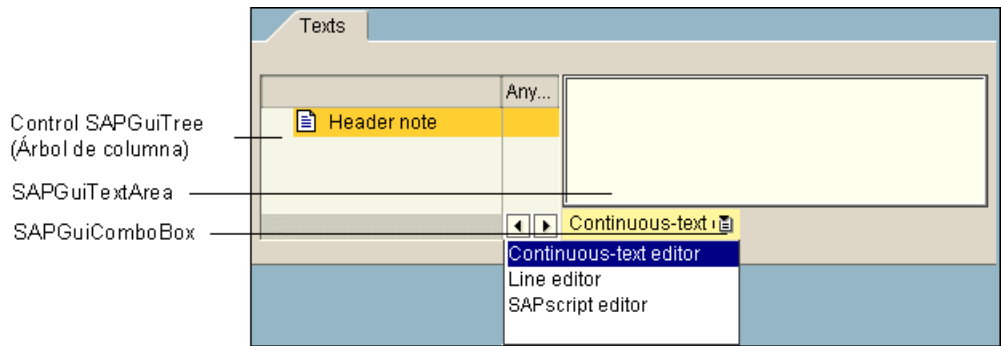 Texts
Any...
Header note
Control SAPGuiTree
(Árbol de columna)
SAPGuiTextArea
SAPGuiComboBox
Continuous-text
Continuous-text editor
Line editor
SAPscript editor